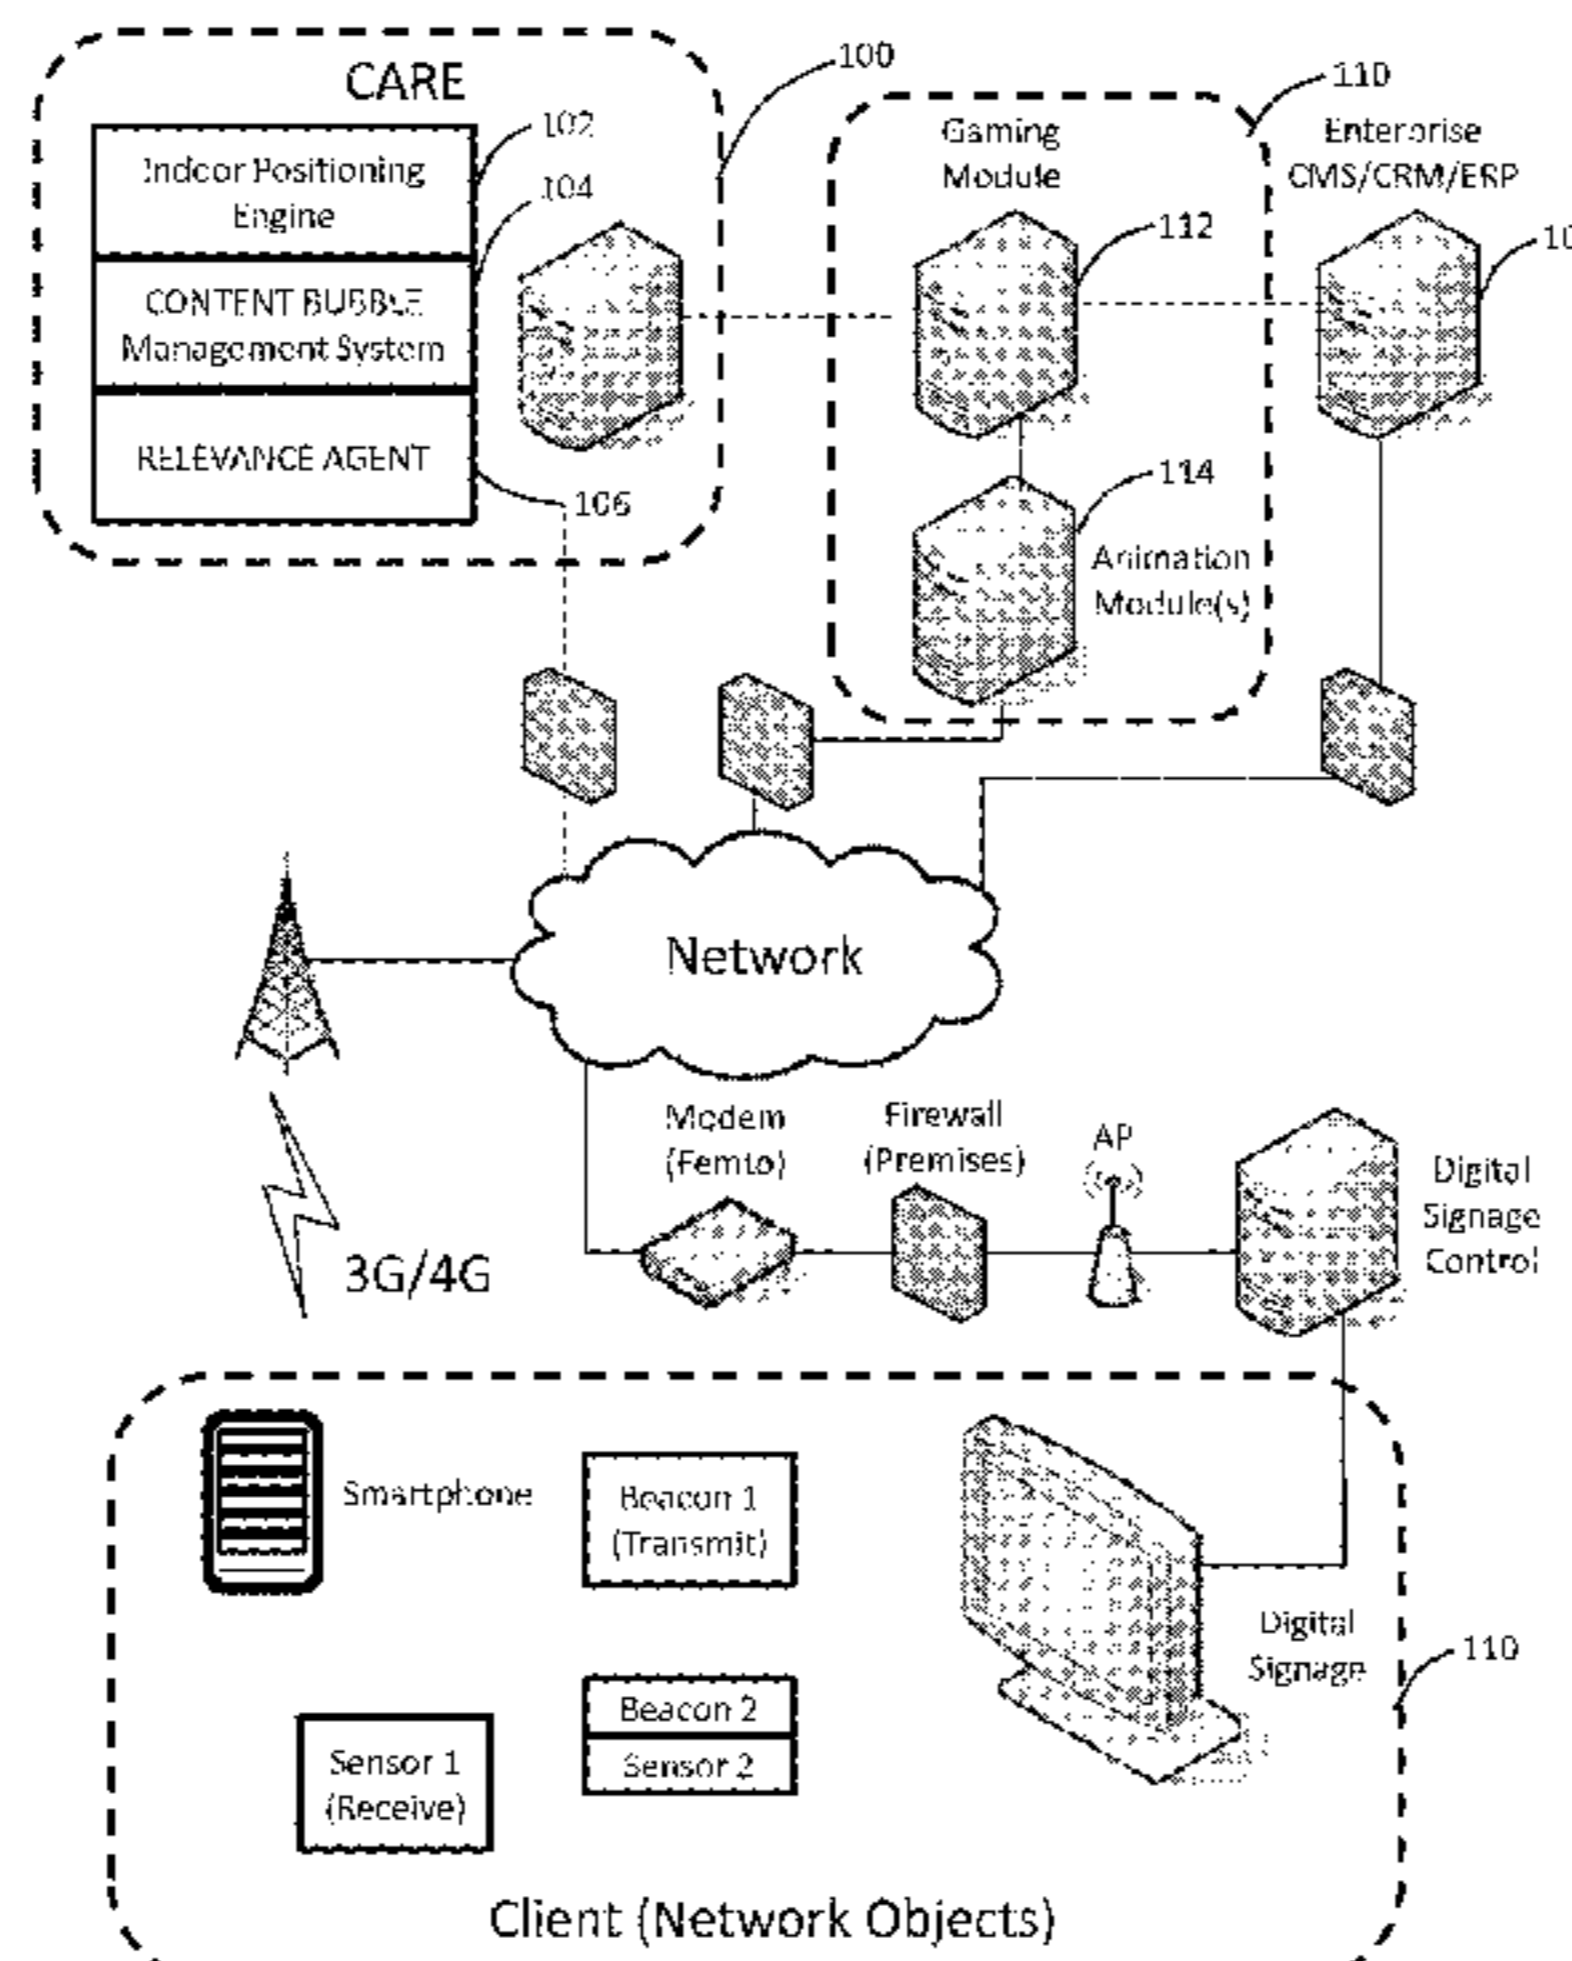 CARE
100
102
Indoor Positioning
Engine
104
CONTENT BUBBLE
Management System
RELEVANCE AGENT
106
110
Gaming
Module
112
114
Animation
Module(s)
Enterprise
CMS/CRM/ERP
Network
3G/4G
Modem
(Femto)
Firewall
(Premises)
AP
Digital
Signage
Control
Smartphone
Beacon 1
(Transmit)
Beacon 2
Sensor 2
Sensor 1
(Receive)
Digital
Signage
110
Client (Network Objects)